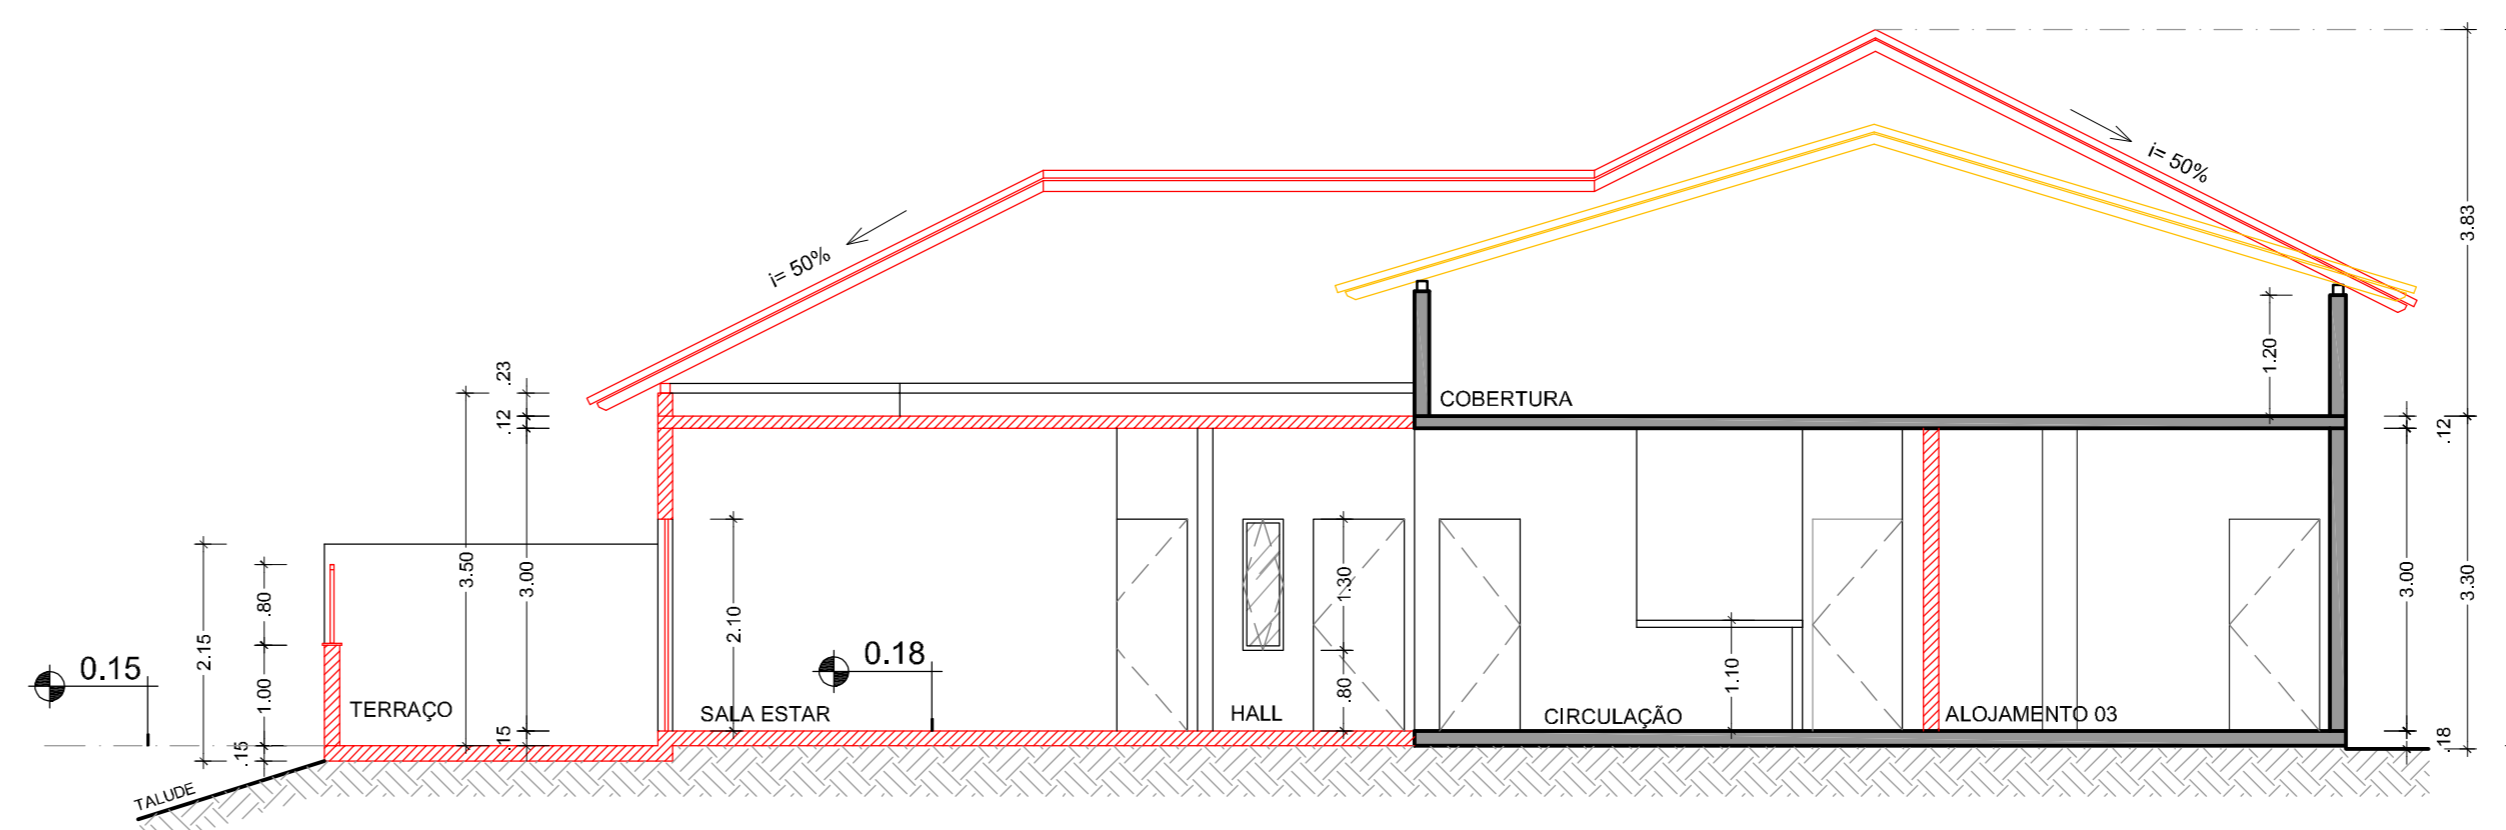 i= 50%
i= 50%
3.83
1.20
.23
.12
COBERTURA
.12
3.50
3.00
1.30
3.00
3.30
.80
2.10
2.15
0.15
1.00
0.18
.80
1.10
TERRAÇO
SALA ESTAR
HALL
CIRCULAÇÃO
ALOJAMENTO 03
.15
.15
.18
TALUDE